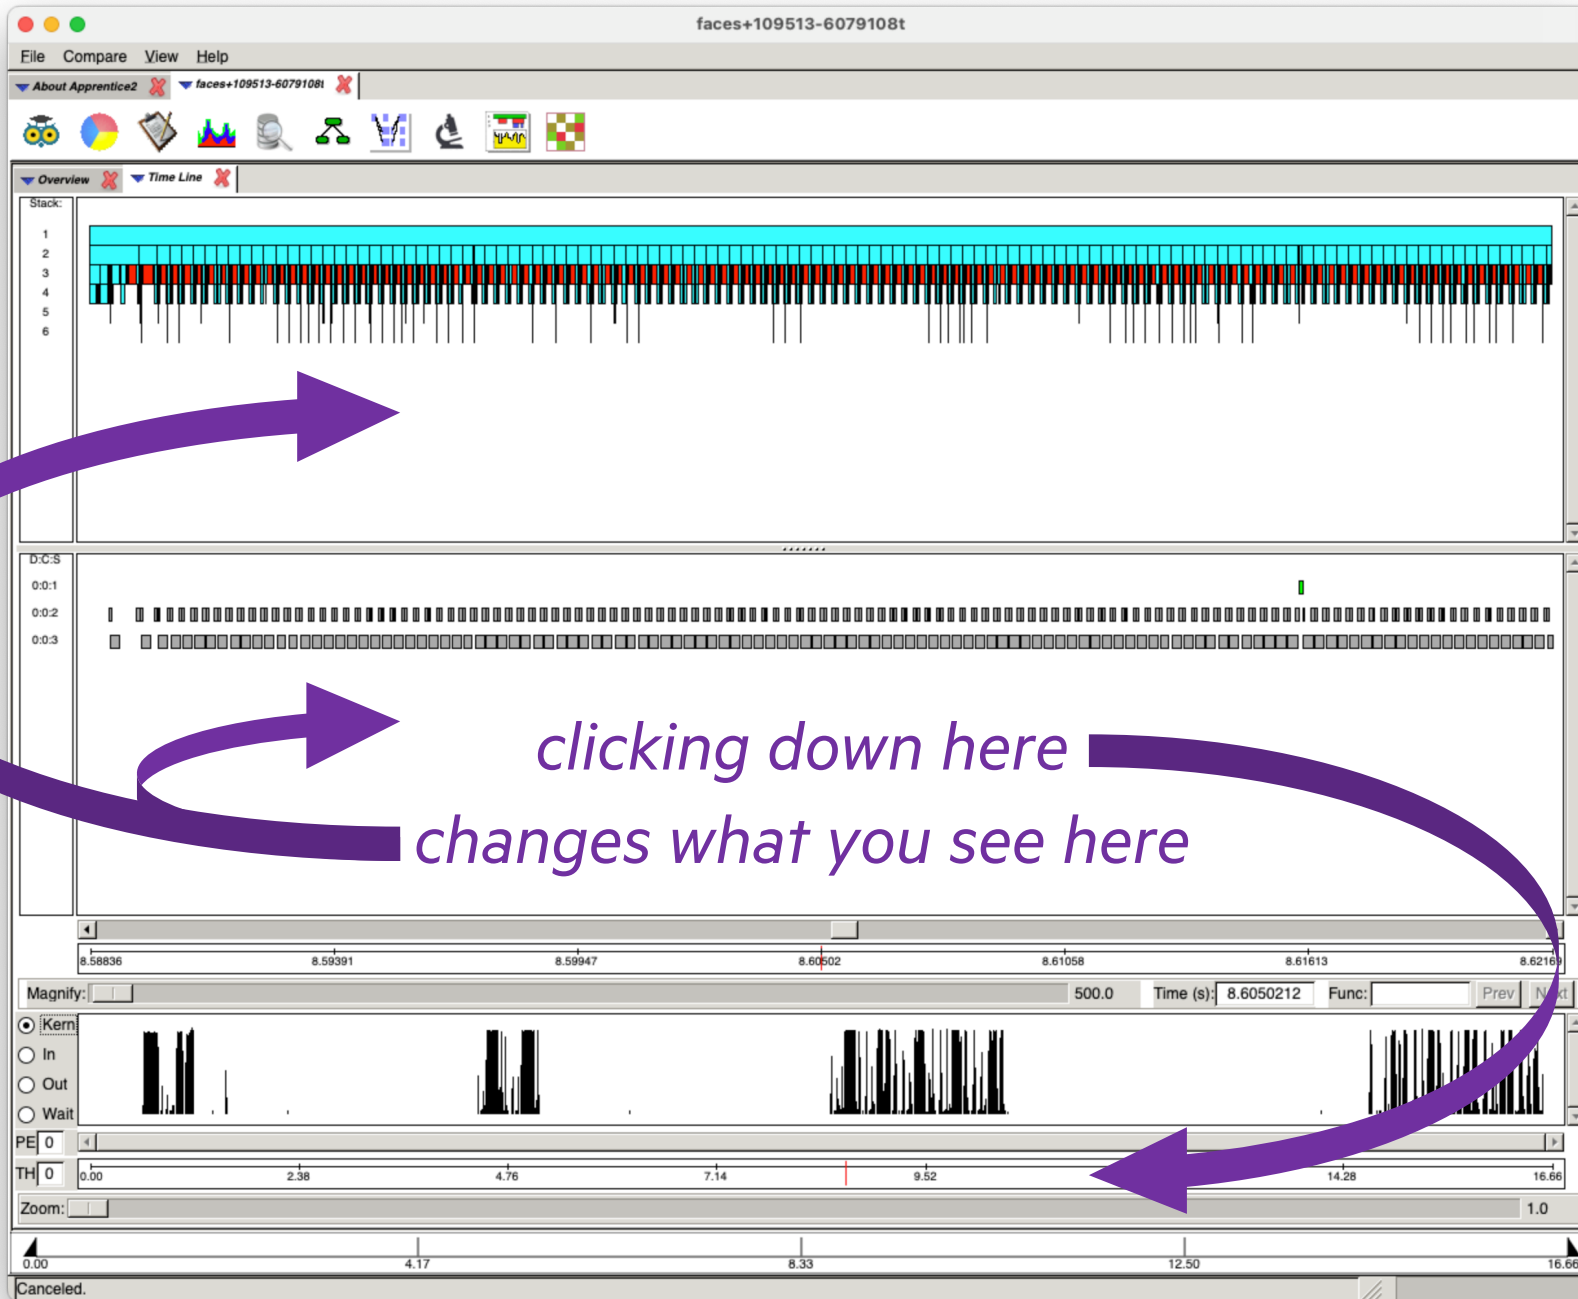 faces+109513-6079108t
File Compare View Help
About Apprentice2 faces+109513-6079108t
Overview Time Line
Stack:
1
2
3
4
5
6
D:C:S
0:0:1
0:0:2
0:0:3
clicking down here
changes what you see here
8.58836 8.59391 8.59947 8.60502 8.61058 8.61613 8.62169
Magnify: 500.0 Time (s): 8.6050212 Func: Prev Next
Kern
In
Out
Wait
PE 0
TH 0 0.00 2.38 4.76 7.14 9.52 14.28 16.66
Zoom: 1.0
0.00 4.17 8.33 12.50 16.66
Canceled.